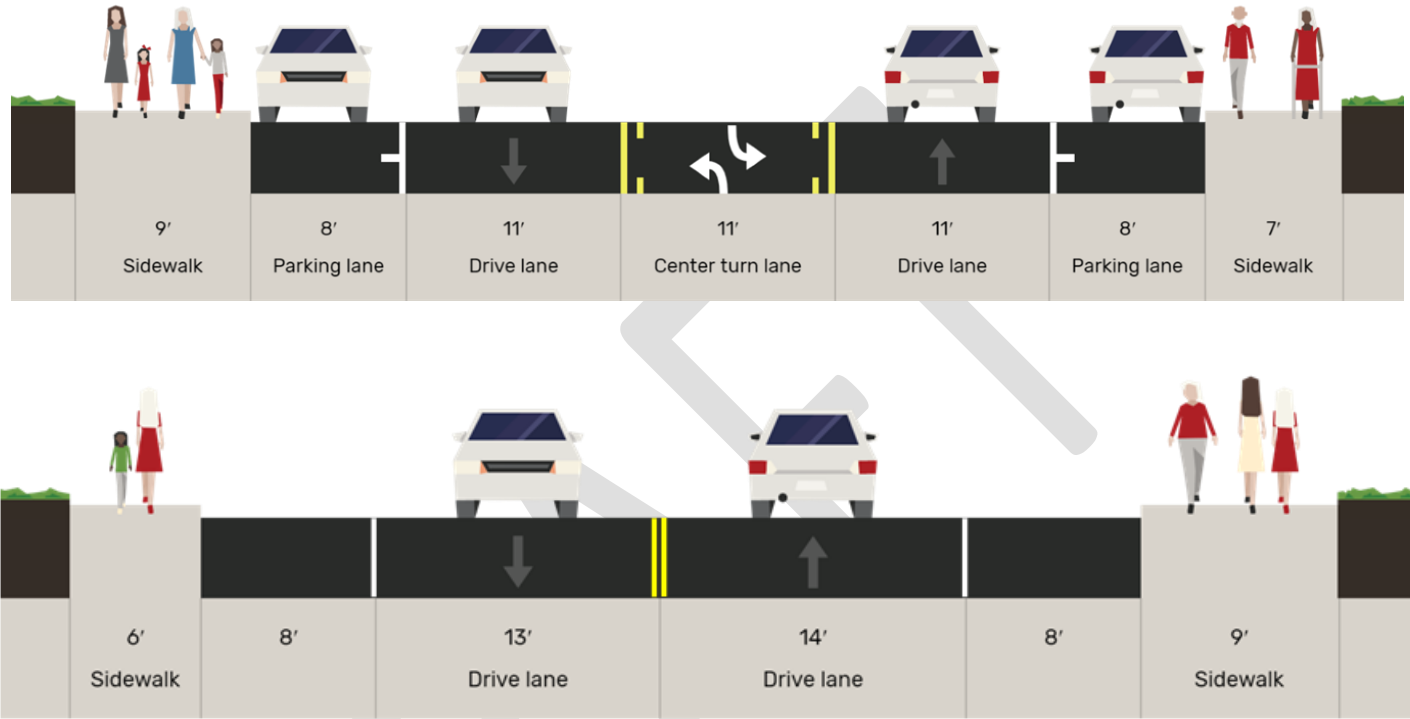 9′ 8′ 11′ 11′ 11′ 8′ 7′
Sidewalk Parking lane Drive lane Center turn lane Drive lane Parking lane Sidewalk
6′ 8′ 13′ 14′ 8′ 9′
Sidewalk Drive lane Drive lane Sidewalk